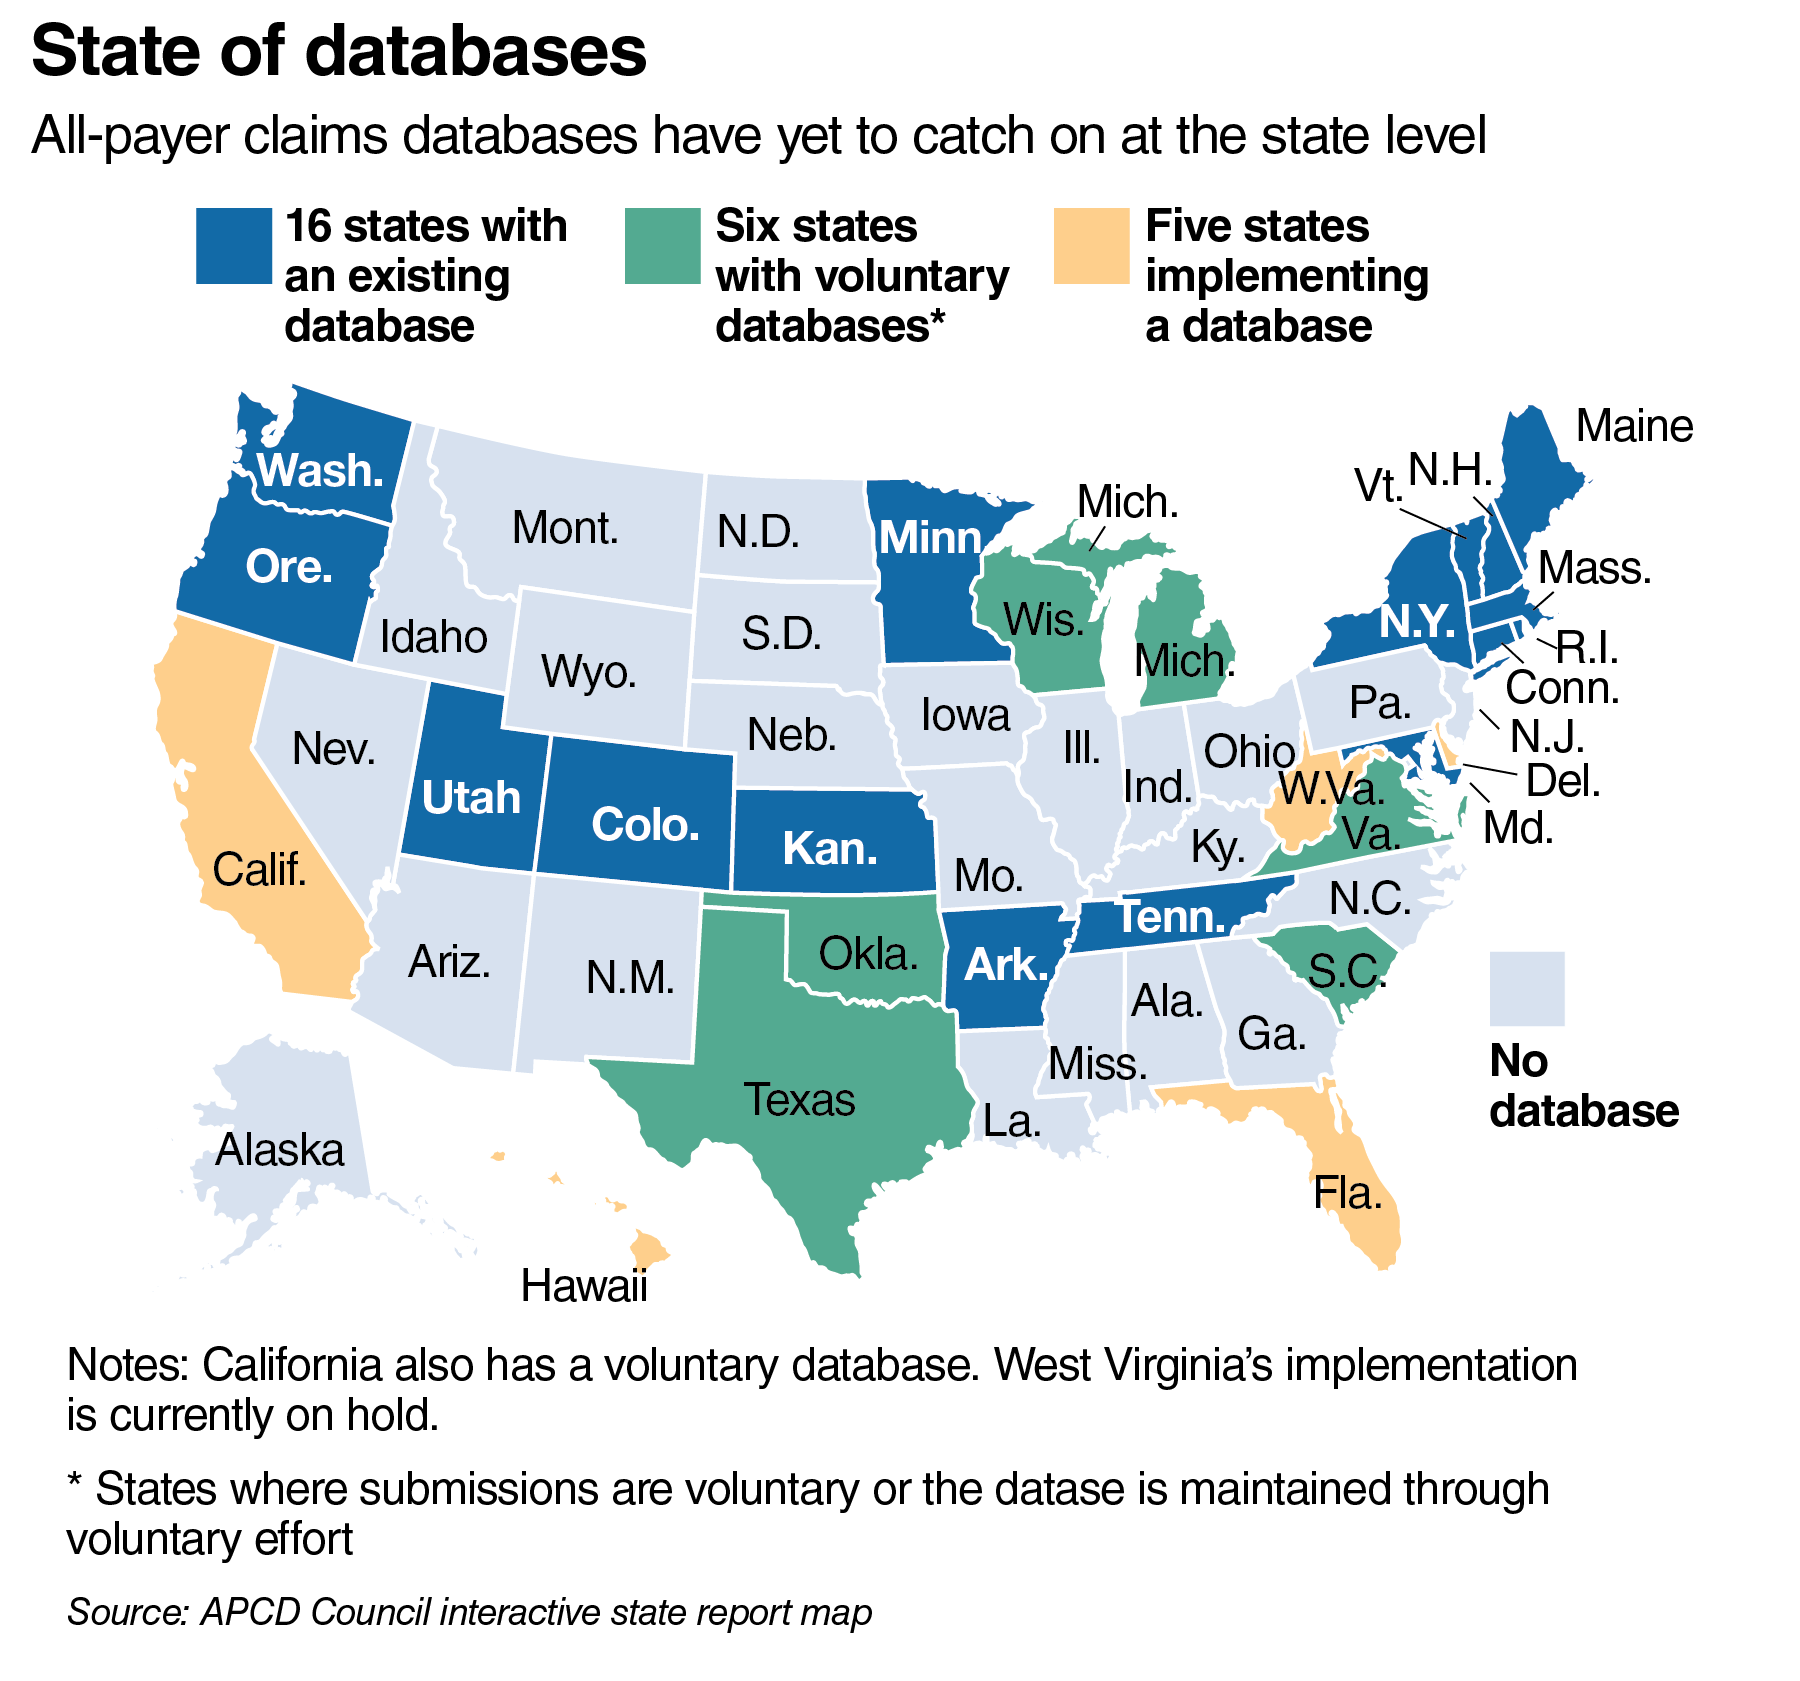 State of databases
All-payer claims databases have yet to catch on at the state level
16 states with
an existing
database
Six states
with voluntary
databases*
Five states
implementing
a database
Maine
N.H.
Vt.
Wash.
Mich.
Mont.
N.D.
Minn
Ore.
Mass.
Wis.
N.Y.
Idaho
S.D.
R.I.
Wyo.
Mich.
Conn.
Pa.
Iowa
Neb.
N.J.
Nev.
Ill.
Ohio
Del.
Ind.
W.Va.
Utah
Colo.
Md.
Va.
Kan.
Ky.
Calif.
Mo.
N.C.
Tenn.
Okla.
Ariz.
Ark.
S.C.
N.M.
Ala.
Ga.
No
database
Miss.
Texas
La.
Alaska
Fla.
Hawaii
Notes: California also has a voluntary database. West Virginia’s implementation
is currently on hold.
* States where submissions are voluntary or the datase is maintained through
voluntary effort
Source: APCD Council interactive state report map